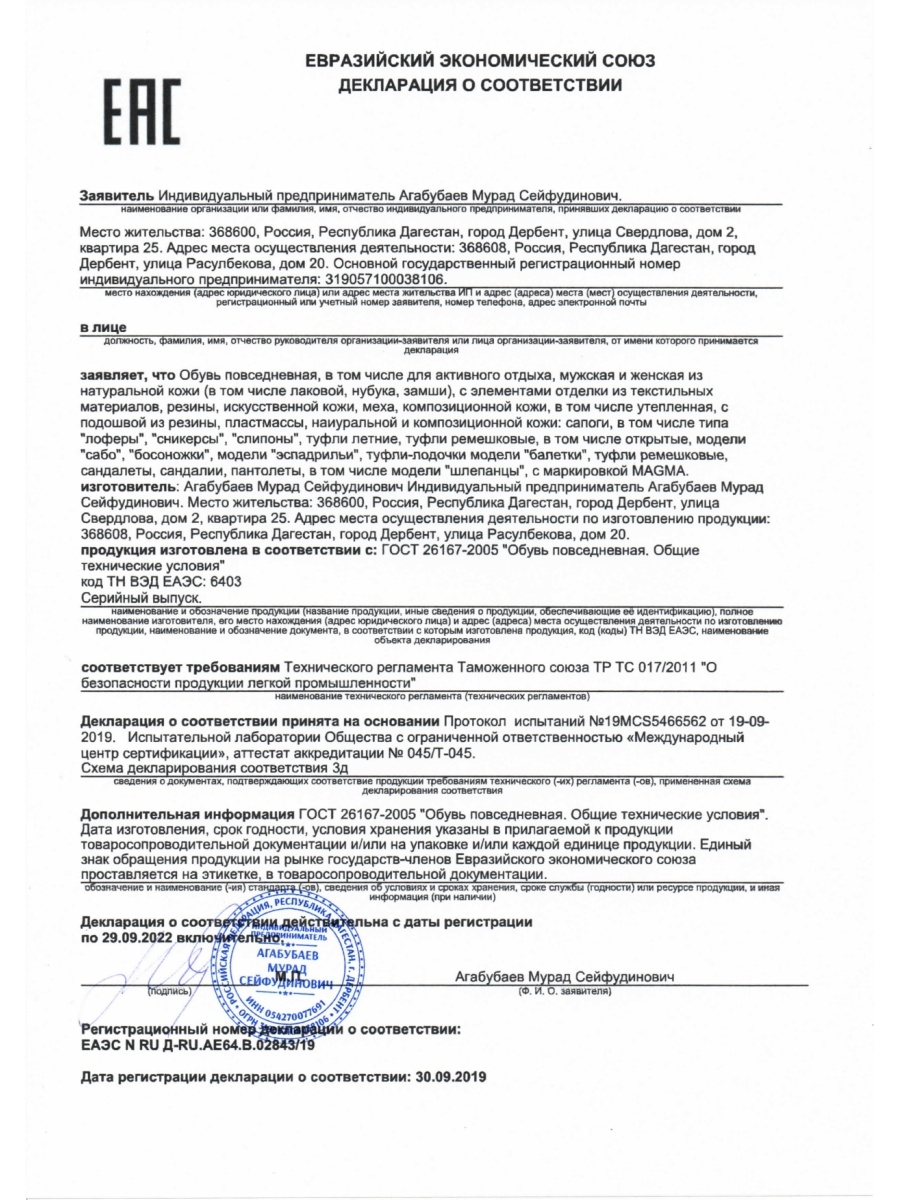 ЕВРАЗИЙСКИЙ ЭКОНОМИЧЕСКИЙ СОЮЗ
ДЕКЛАРАЦИЯ О СООТВЕТСТВИИ
ЕАС
Заявитель Индивидуальный предприниматель Агабубаев Мурад Сейфудинович.
наименование организации или фамилия, имя, отчество индивидуального предпринимателя, принявших декларацию о соответствии
Место жительства: 368600, Россия, Республика Дагестан, город Дербент, улица Свердлова, дом 2,
квартира 25. Адрес места осуществления деятельности: 368608, Россия, Республика Дагестан, город
Дербент, улица Расулбекова, дом 20. Основной государственный регистрационный номер
индивидуального предпринимателя: 319057100038106.
место нахождения (адрес юридического лица) или адрес места жительства ИП и адрес (адреса) места (мест) осуществления деятельности,
регистрационный или учетный номер заявителя, номер телефона, адрес электронной почты
в лице
должность, фамилия, имя, отчество руководителя организации-заявителя или лица организации-заявителя, от имени которого принимается
декларация
заявляет, что Обувь повседневная, в том числе для активного отдыха, мужская и женская из
натуральной кожи (в том числе лаковой, нубука, замши), с элементами отделки из текстильных
материалов, резины, искусственной кожи, меха, композиционной кожи, в том числе утепленная, с
подошвой из резины, пластмассы, наиуральной и композиционной кожи: сапоги, в том числе типа
"лоферы", "сникерсы", "слипоны", туфли летние, туфли ремешковые, в том числе открытые, модели
"сабо", "босоножки", модели "эспадрильи", туфли-лодочки модели "балетки", туфли ремешковые,
сандалеты, сандалии, пантолеты, в том числе модели "шлепанцы", с маркировкой MAGMA.
изготовитель: Агабубаев Мурад Сейфудинович Индивидуальный предприниматель Агабубаев Мурад
Сейфудинович. Место жительства: 368600, Россия, Республика Дагестан, город Дербент, улица
Свердлова, дом 2, квартира 25. Адрес места осуществления деятельности по изготовлению продукции:
368608, Россия, Республика Дагестан, город Дербент, улица Расулбекова, дом 20.
продукция изготовлена в соответствии с: ГОСТ 26167-2005 "Обувь повседневная. Общие
технические условия"
код ТН ВЭД ЕАЭС: 6403
Серийный выпуск.
наименование и обозначение продукции (название продукции, иные сведения о продукции, обеспечивающие её идентификацию), полное
наименование изготовителя, его место нахождения (адрес юридического лица) и адрес (адреса) места осуществления деятельности по изготовлению
продукции, наименование и обозначение документа, в соответствии с которым изготовлена продукция, код (коды) ТН ВЭД ЕАЭС, наименование
объекта декларирования
соответствует требованиям Технического регламента Таможенного союза ТР ТС 017/2011 "О
безопасности продукции легкой промышленности"
наименование технического регламента (технических регламентов)
Декларация о соответствии принята на основании Протокол испытаний №19MCS5466562 от 19-09-
2019. Испытательной лаборатории Общества с ограниченной ответственностью «Международный
центр сертификации», аттестат аккредитации № 045/Т-045.
Схема декларирования соответствия 3д
сведения о документах, подтверждающих соответствие продукции требованиям технического (-их) регламента (-ов), примененная схема
декларирования соответствия
Дополнительная информация ГОСТ 26167-2005 "Обувь повседневная. Общие технические условия".
Дата изготовления, срок годности, условия хранения указаны в прилагаемой к продукции
товаросопроводительной документации и/или на упаковке и/или каждой единице продукции. Единый
знак обращения продукции на рынке государств-членов Евразийского экономического союза
проставляется на этикетке, в товаросопроводительной документации.
обозначение и наименование (-ия) стандарта (-ов), сведения об условиях и сроках хранения, сроке службы (годности) или ресурсе продукции, и иная
информация (при наличии)
Декларация о соответствии действительна с даты регистрации
по 29.09.2022 включительно.
РОССИЙСКАЯ ФЕДЕРАЦИЯ, РЕСПУБЛИКА ДАГЕСТАН, г. ДЕРБЕНТ
ИНДИВИДУАЛЬНЫЙ
ПРЕДПРИНИМАТЕЛЬ
АГАБУБАЕВ
МУРАД
СЕЙФУДИНОВИЧ
ИНН 054270077691
М.П.
Агабубаев Мурад Сейфудинович
(подпись)
(Ф. И. О. заявителя)
Регистрационный номер декларации о соответствии:
ЕАЭС N RU Д-RU.АЕ64.В.02843/19
Дата регистрации декларации о соответствии: 30.09.2019